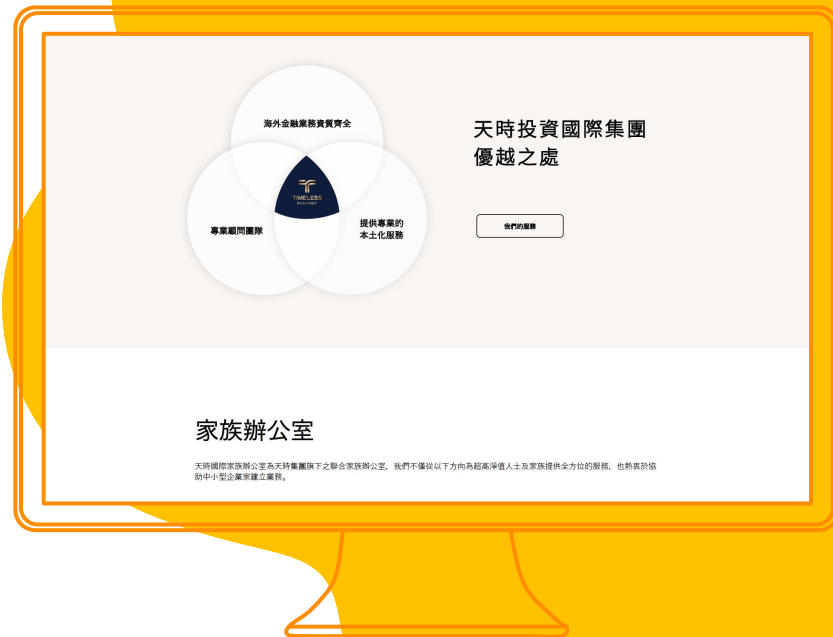 海外金融業務資質齊全
天時投資國際集團
優越之處
TIMELESS
專業顧問團隊
提供專業的
本土化服務
我們的服務
家族辦公室
天時國際家族辦公室為天時集團旗下之聯合家族辦公室，我們不僅從以下方向為超高淨值人士及家族提供全方位的服務，也熱衷於協
助中小型企業家建立業務。